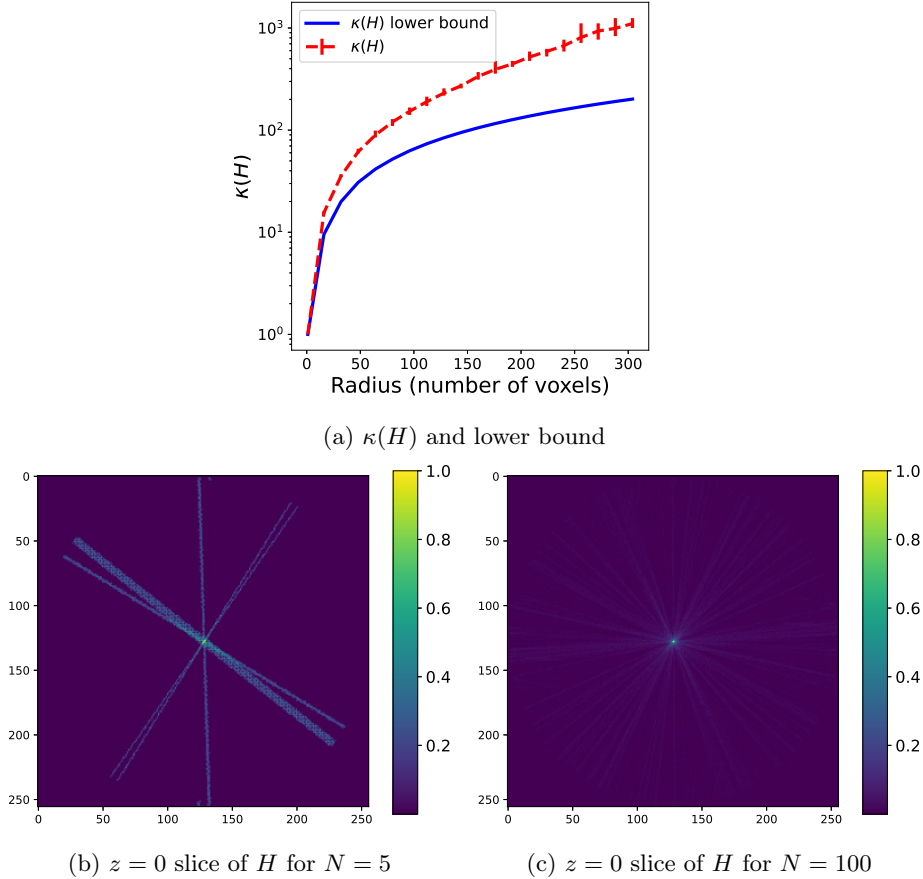 κ(H) lower bound
κ(H)
10³
10²
10¹
10⁰
κ(H)
0 50 100 150 200 250 300
Radius (number of voxels)
(a) κ(H) and lower bound
0
50
100
150
200
250
0 50 100 150 200 250
1.0
0.8
0.6
0.4
0.2
0
50
100
150
200
250
0 50 100 150 200 250
1.0
0.8
0.6
0.4
0.2
(b) z = 0 slice of H for N = 5
(c) z = 0 slice of H for N = 100